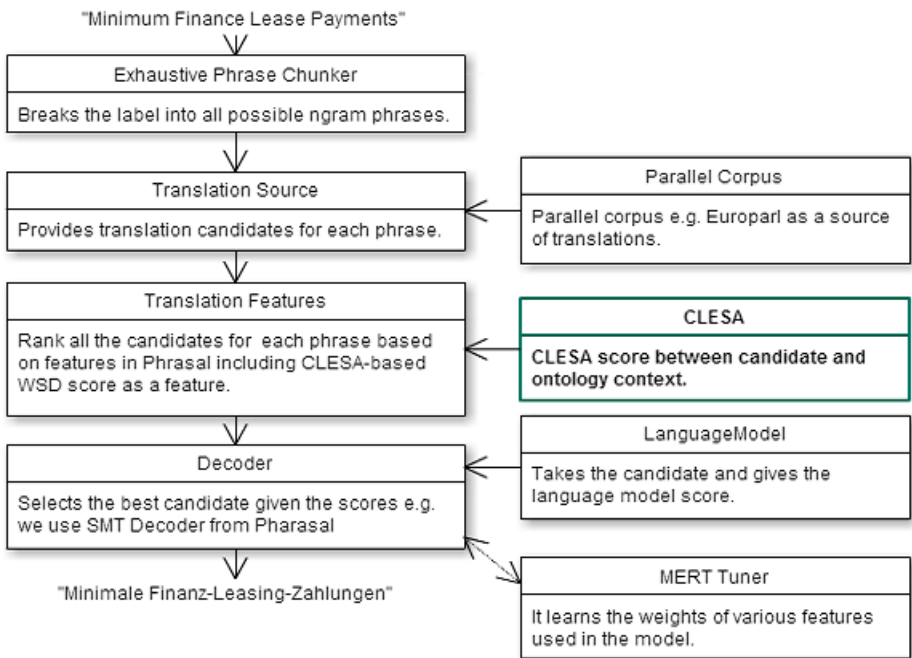 "Minimum Finance Lease Payments"
Exhaustive Phrase Chunker
Breaks the label into all possible ngram phrases.
Translation Source
Provides translation candidates for each phrase.
Parallel Corpus
Parallel corpus e.g. Europarl as a source
of translations.
Translation Features
Rank all the candidates for each phrase based
on features in Phrasal including CLESA-based
WSD score as a feature.
CLESA
CLESA score between candidate and
ontology context.
Decoder
Selects the best candidate given the scores e.g.
we use SMT Decoder from Pharasal
LanguageModel
Takes the candidate and gives the
language model score.
"Minimale Finanz-Leasing-Zahlungen"
MERT Tuner
It learns the weights of various features
used in the model.